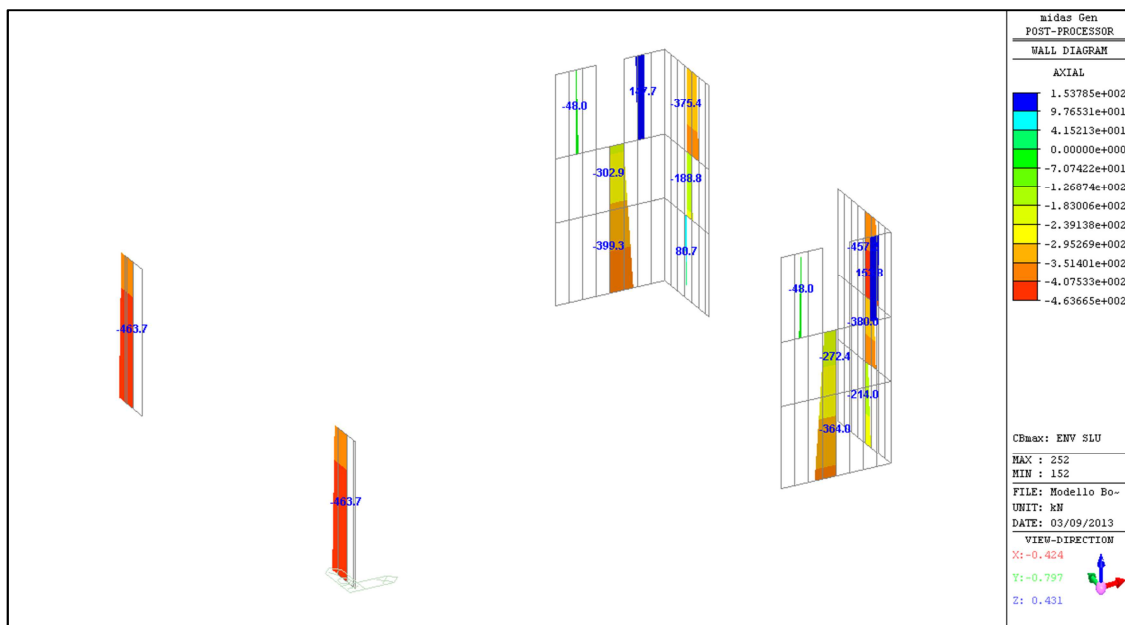 midas Gen
POST-PROCESSOR
WALL DIAGRAM
AXIAL
1.53785e+002
9.76531e+001
4.15213e+001
0.00000e+000
-7.07422e+001
-1.26874e+002
-1.83006e+002
-2.39138e+002
-2.95269e+002
-3.51401e+002
-4.07533e+002
-4.63665e+002
CBmax: ENV SLU
MAX : 252
MIN : 152
FILE: Modello Bo~
UNIT: kN
DATE: 03/09/2013
VIEW-DIRECTION
X:-0.424
Y:-0.797
Z: 0.431
-48.0
-375.4
-302.9
-188.8
-399.3
80.7
-48.0
-380.0
-272.4
-214.0
-364.0
-463.7
-463.7